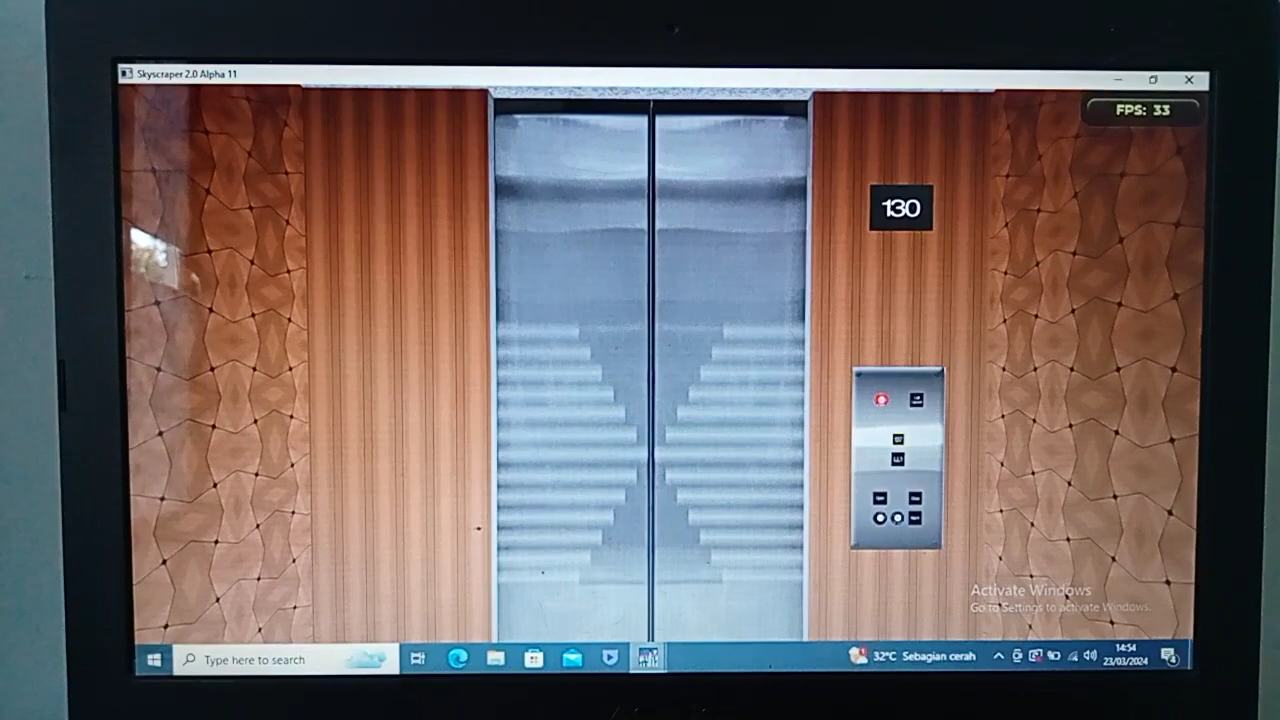 Skyscraper 2.0 Alpha 11
FPS: 33
130
Activate Windows
Go to Settings to activate Windows.
Type here to search
32°C Sebagian cerah
14:54
23/03/2024
4